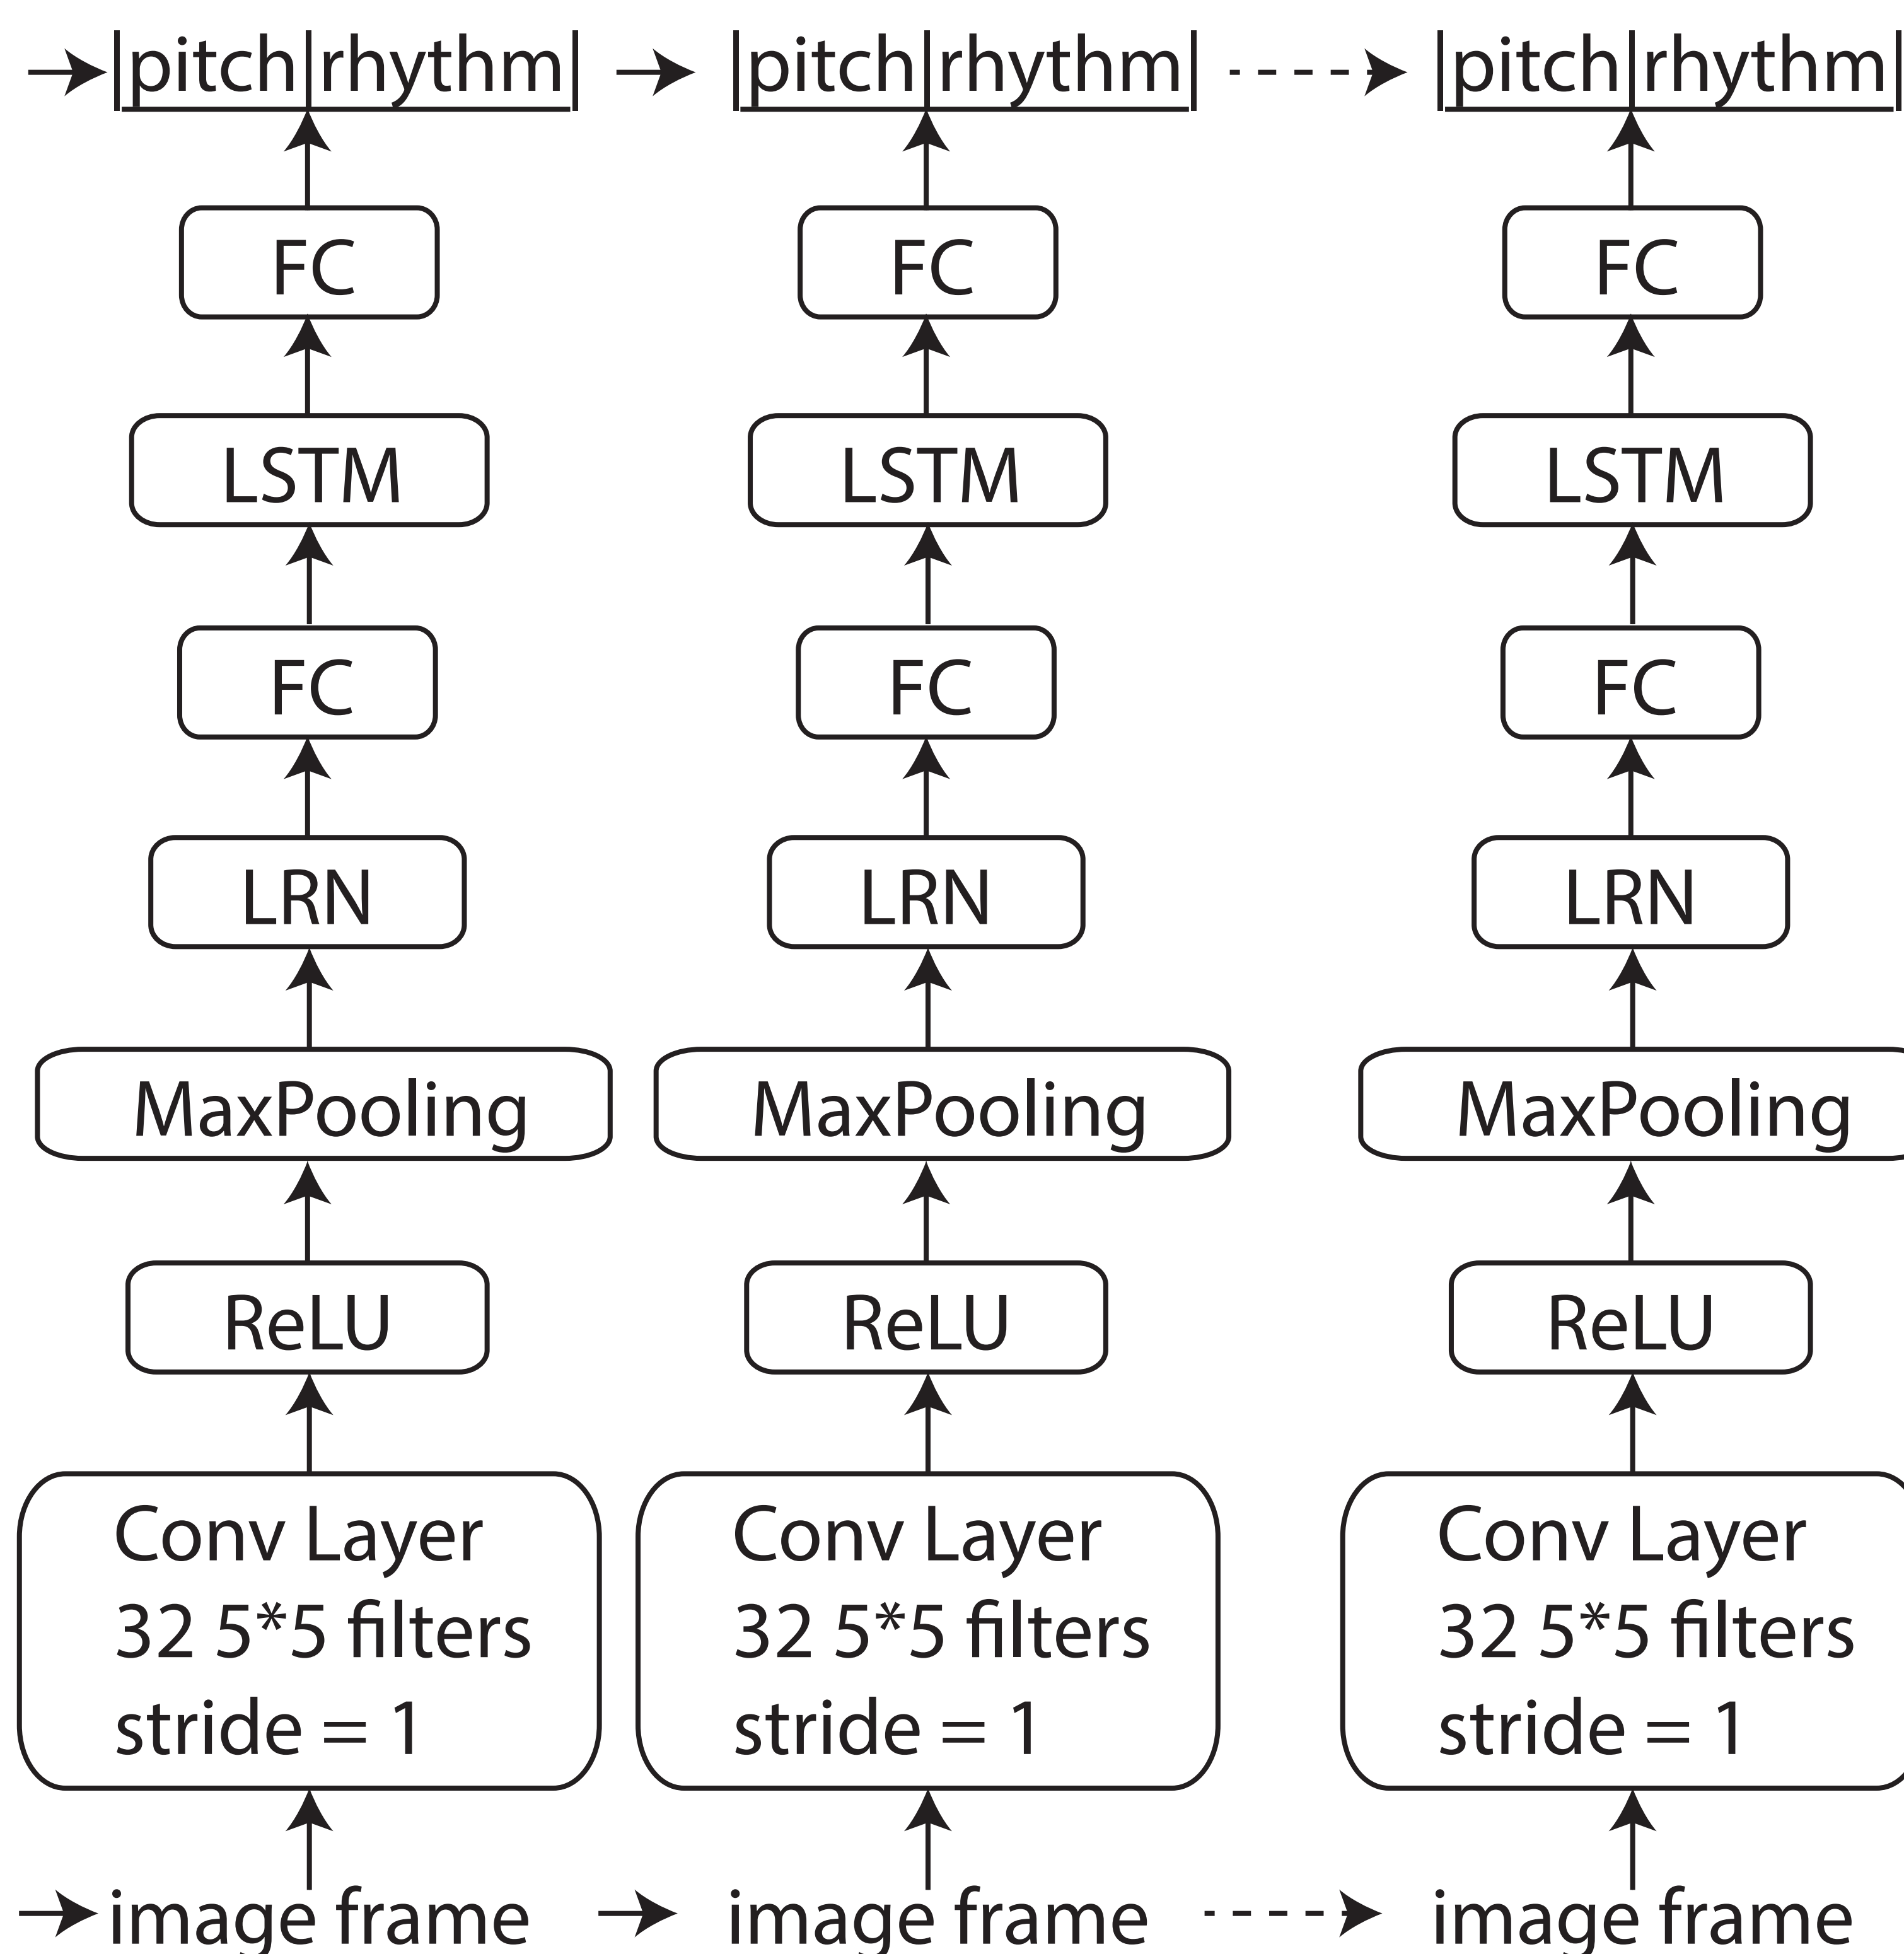 |pitch|rhythm| |pitch|rhythm| |pitch|rhythm|
FC FC FC
LSTM LSTM LSTM
FC FC FC
LRN LRN LRN
MaxPooling MaxPooling MaxPooling
ReLU ReLU ReLU
Conv Layer Conv Layer Conv Layer
32 5*5 filters 32 5*5 filters 32 5*5 filters
stride = 1 stride = 1 stride = 1
image frame image frame image frame